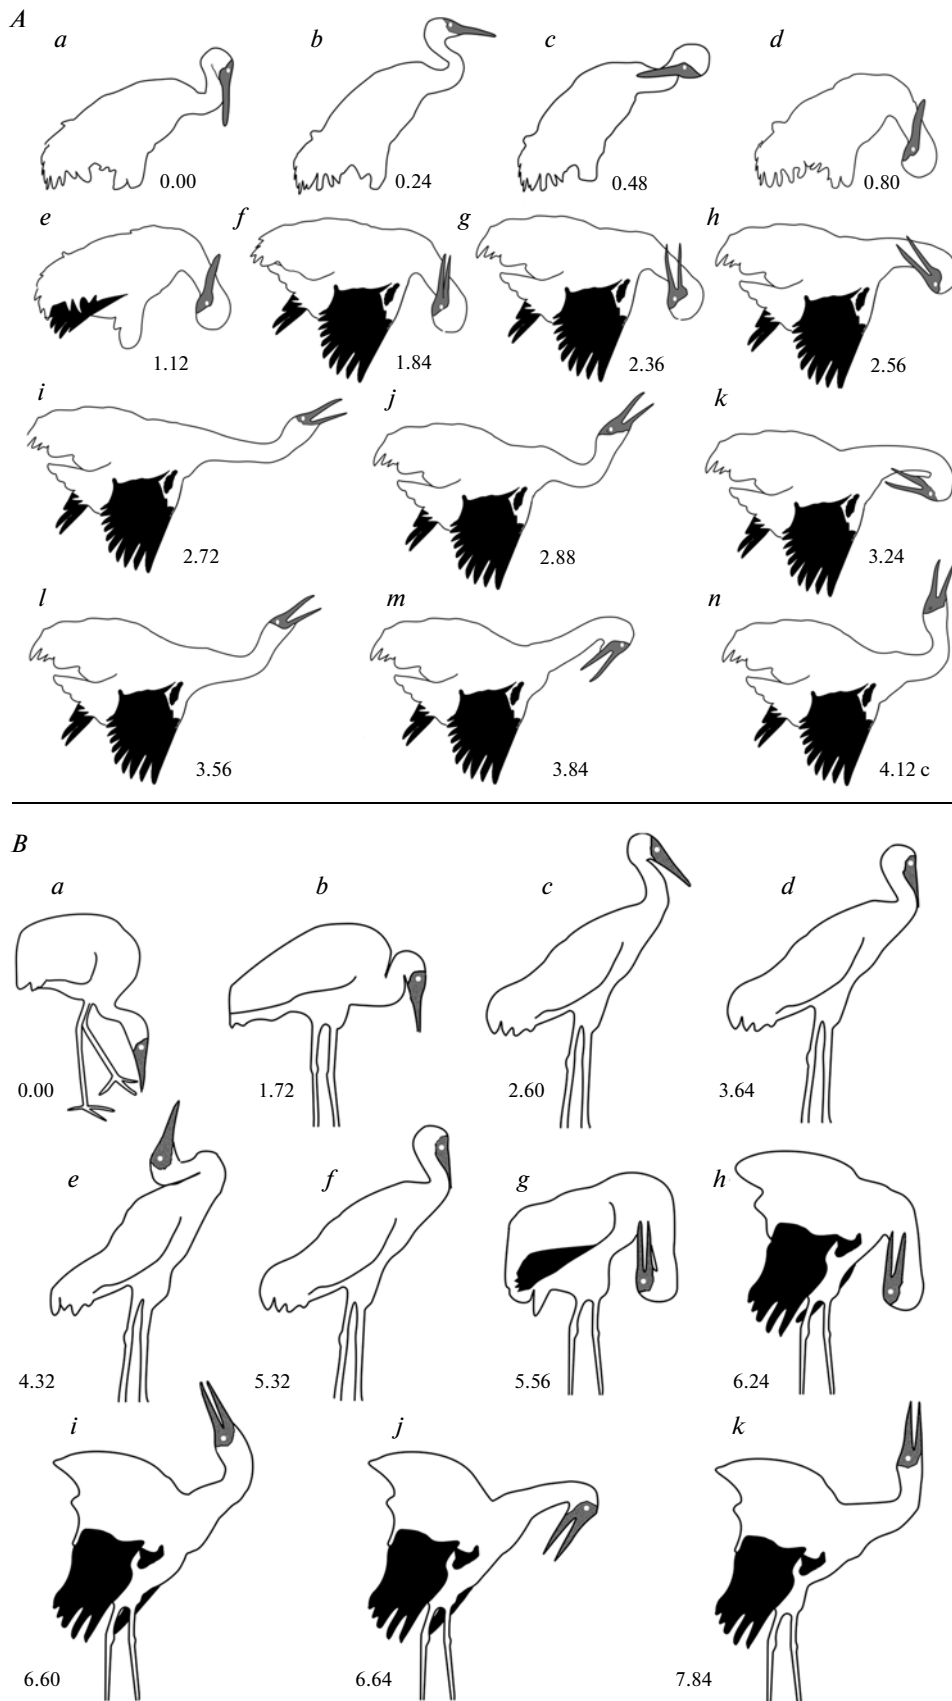 A
a b c d
0.00 0.24 0.48 0.80
e f g h
1.12 1.84 2.36 2.56
i j k
2.72 2.88 3.24
l m n
3.56 3.84 4.12 c
B
a b c d
0.00 1.72 2.60 3.64
e f g h
4.32 5.32 5.56 6.24
i j k
6.60 6.64 7.84